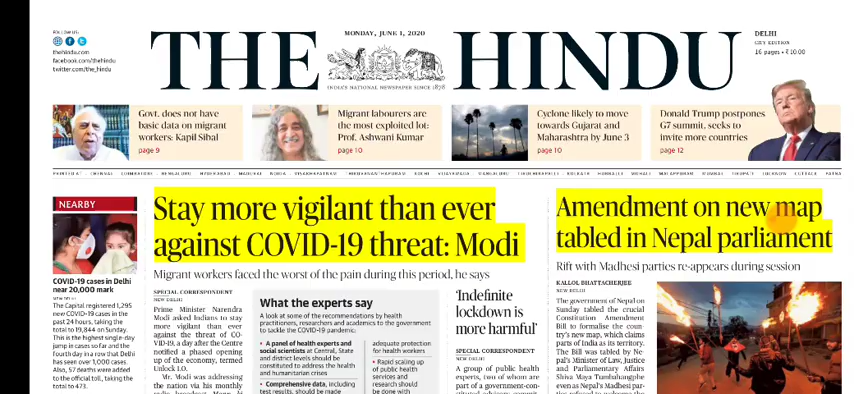 thehindu.com
facebook.com/thehindu
twitter.com/the_hindu
THE HINDU
MONDAY, JUNE 1, 2020
INDIA'S NATIONAL NEWSPAPER SINCE 1878
DELHI
CITY EDITION
16 pages • ₹10.00
Govt. does not have
basic data on migrant
workers: Kapil Sibal
page 9
Migrant labourers are
the most exploited lot:
Prof. Ashwani Kumar
page 10
Cyclone likely to move
towards Gujarat and
Maharashtra by June 3
page 10
Donald Trump postpones
G7 summit, seeks to
invite more countries
page 12
NEARBY
COVID-19 cases in Delhi
near 20,000 mark
NEW DELHI
The Capital registered 1,295
new COVID-19 cases in the
past 24 hours, taking the
total to 19,844 on Sunday.
This is the highest single-day
jump in cases so far and the
fourth day in a row that Delhi
has seen over 1,000 cases.
Also, 57 deaths were added
to the official toll, taking the
total to 473.
Stay more vigilant than ever
against COVID-19 threat: Modi
Migrant workers faced the worst of the pain during this period, he says
SPECIAL CORRESPONDENT
NEW DELHI
Prime Minister Narendra
Modi asked Indians to stay
more vigilant than ever
against the threat of CO-
VID-19, a day after the Centre
notified a phased opening
up of the economy, termed
Unlock 1.0.
Mr. Modi was addressing
the nation via his monthly
What the experts say
A look at some of the recommendations by health
practitioners, researchers and academics to the government
to tackle the COVID-19 pandemic:
• A panel of health experts and
social scientists at Central, State
and district levels should be
constituted to address the health
and humanitarian crises
• Comprehensive data, including
test results, should be made
adequate protection
for health workers
• Rapid scaling up
of public health
services and
research should
be done with
'Indefinite
lockdown is
more harmful'
SPECIAL CORRESPONDENT
NEW DELHI
A group of public health
experts, two of whom are
part of a government-con-
Amendment on new map
tabled in Nepal parliament
Rift with Madhesi parties re-appears during session
KALLOL BHATTACHERJEE
NEW DELHI
The government of Nepal on
Sunday tabled the crucial
Constitution Amendment
Bill to formalise the coun-
try's new map, which claims
parts of India as its territory.
The Bill was tabled by Ne-
pal's Minister of Law, Justice
and Parliamentary Affairs
Shiva Maya Tumbahangphe
even as Nepal's Madhesi par-